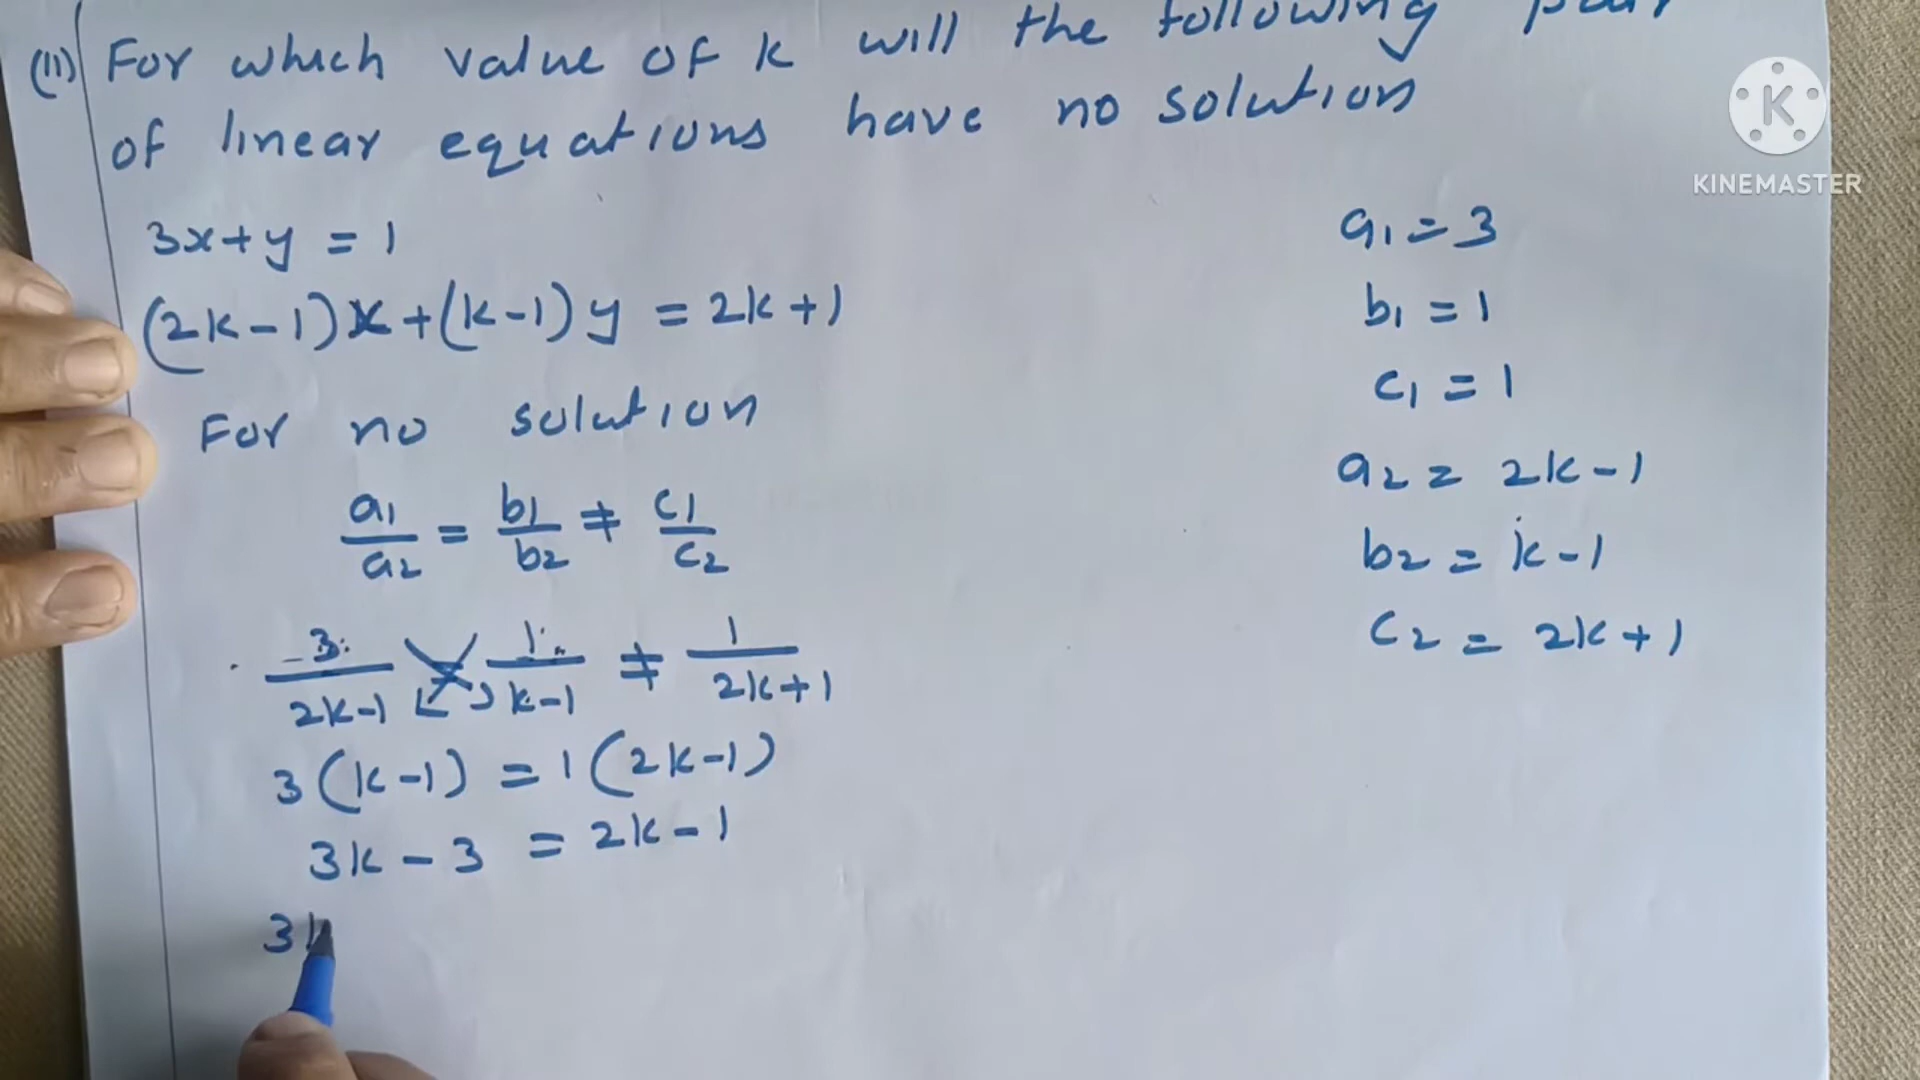 (11) For which value of k will the following pair
of linear equations have no solution
3x+y = 1
(2k-1)x+(k-1)y = 2k+1
For no solution
a1/a2 = b1/b2 ≠ c1/c2
3/2k-1 = 1/k-1 ≠ 1/2k+1
3(k-1) = 1(2k-1)
3k - 3 = 2k - 1
3k
a1 = 3
b1 = 1
c1 = 1
a2 = 2k-1
b2 = k-1
c2 = 2k+1
K
KINEMASTER